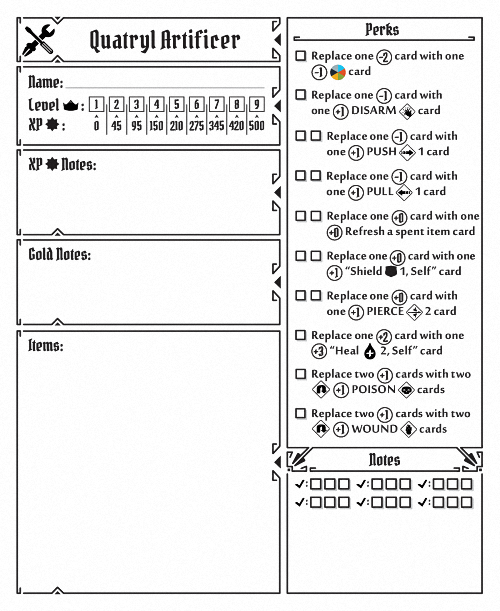 Quatryl Artificer
Name:
Level : 1 2 3 4 5 6 7 8 9
XP : 0 45 95 150 210 275 345 420 500
XP Notes:
Gold Notes:
Items:
Perks
Replace one -2 card with one
-1 card
Replace one -1 card with
one +1 DISARM card
Replace one -1 card with
one +1 PUSH 1 card
Replace one -1 card with
one +1 PULL 1 card
Replace one +0 card with one
+0 Refresh a spent item card
Replace one +0 card with one
+1 “Shield 1, Self” card
Replace one +0 card with
one +1 PIERCE 2 card
Replace one +2 card with one
+3 “Heal 2, Self” card
Replace two +1 cards with two
+1 POISON cards
Replace two +1 cards with two
+1 WOUND cards
Notes
✓: ✓: ✓:
✓: ✓: ✓: